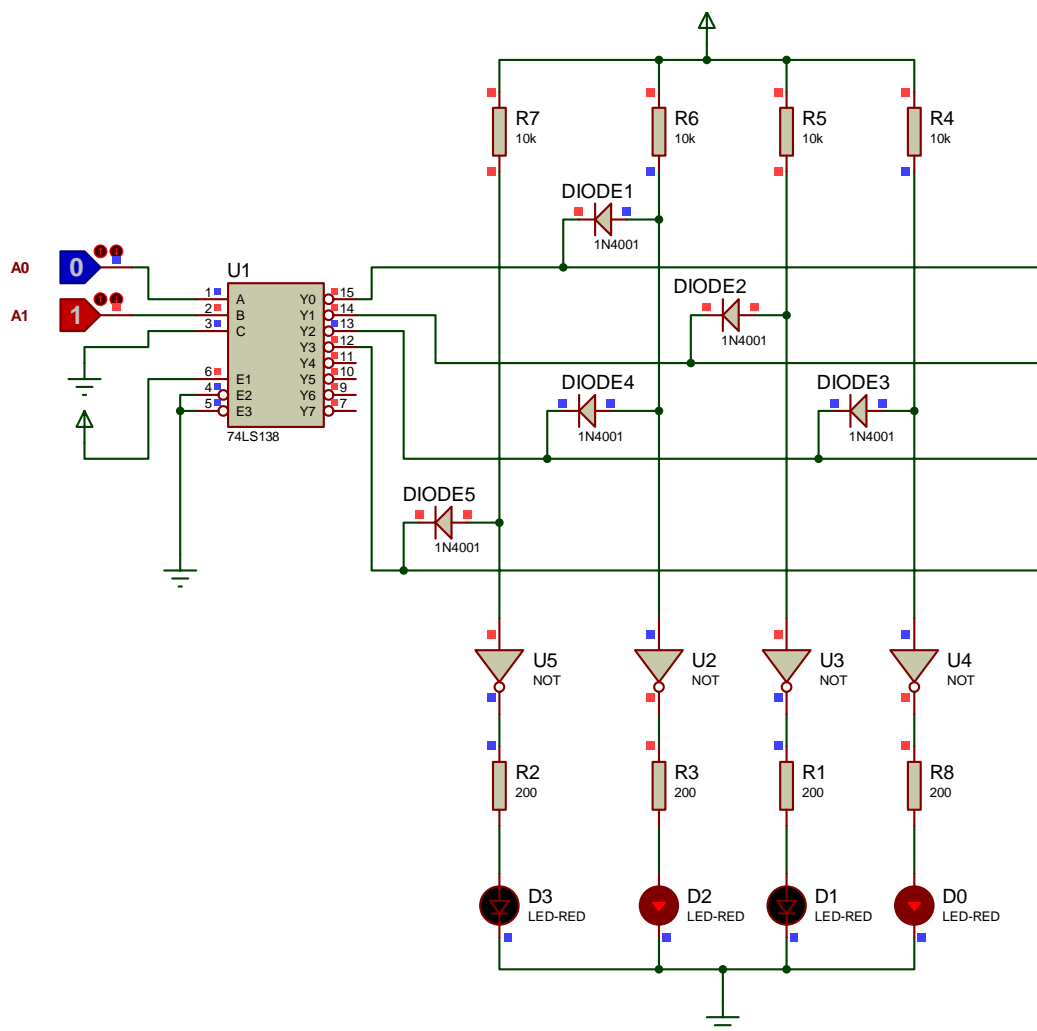 R7
10k
R6
10k
R5
10k
R4
10k
DIODE1
1N4001
A0
0
A1
1
U1
1
2
3
6
4
5
A
B
C
E1
E2
E3
Y0
Y1
Y2
Y3
Y4
Y5
Y6
Y7
15
14
13
12
11
10
9
7
74LS138
DIODE2
1N4001
DIODE4
1N4001
DIODE3
1N4001
DIODE5
1N4001
U5
NOT
U2
NOT
U3
NOT
U4
NOT
R2
200
R3
200
R1
200
R8
200
D3
LED-RED
D2
LED-RED
D1
LED-RED
D0
LED-RED